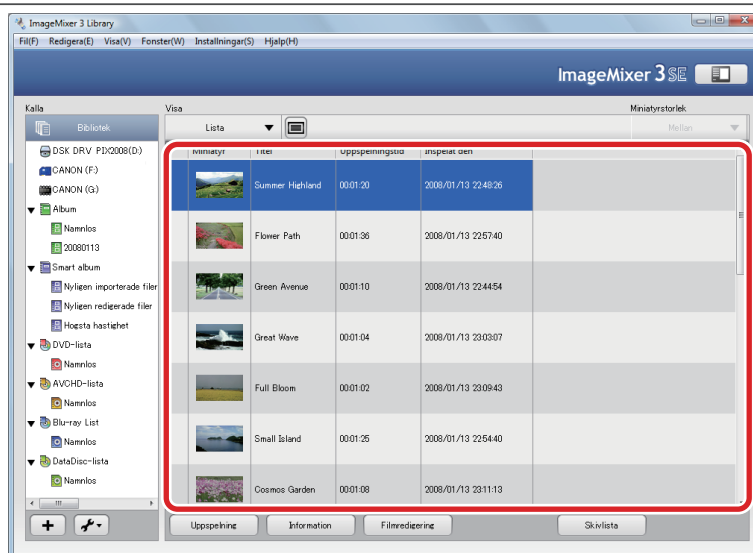 ImageMixer 3 Library
Fil(F) Redigera(E) Visa(V) Fonster(W) Installningar(S) Hjalp(H)
ImageMixer 3 SE
Kalla
Visa
Miniatyrstorlek
Bibliotek
Lista
Mellan
DSK DRV PIX2008(D:)
CANON (F:)
CANON (G:)
Album
Namnlos
20080113
Smart album
Nyligen importerade filer
Nyligen redigerade filer
Hogsta hastighet
DVD-lista
Namnlos
AVCHD-lista
Namnlos
Blu-ray List
Namnlos
DataDisc-lista
Namnlos
Miniatyr Titel Uppspelningstid Inspelat den
Summer Highland 00:01:20 2008/01/13 22:48:26
Flower Path 00:01:36 2008/01/13 22:57:40
Green Avenue 00:01:10 2008/01/13 22:44:54
Great Wave 00:01:04 2008/01/13 23:03:07
Full Bloom 00:01:02 2008/01/13 23:09:43
Small Island 00:01:25 2008/01/13 22:54:40
Cosmos Garden 00:01:08 2008/01/13 23:11:13
Uppspelning Information Filmredigering Skivlista